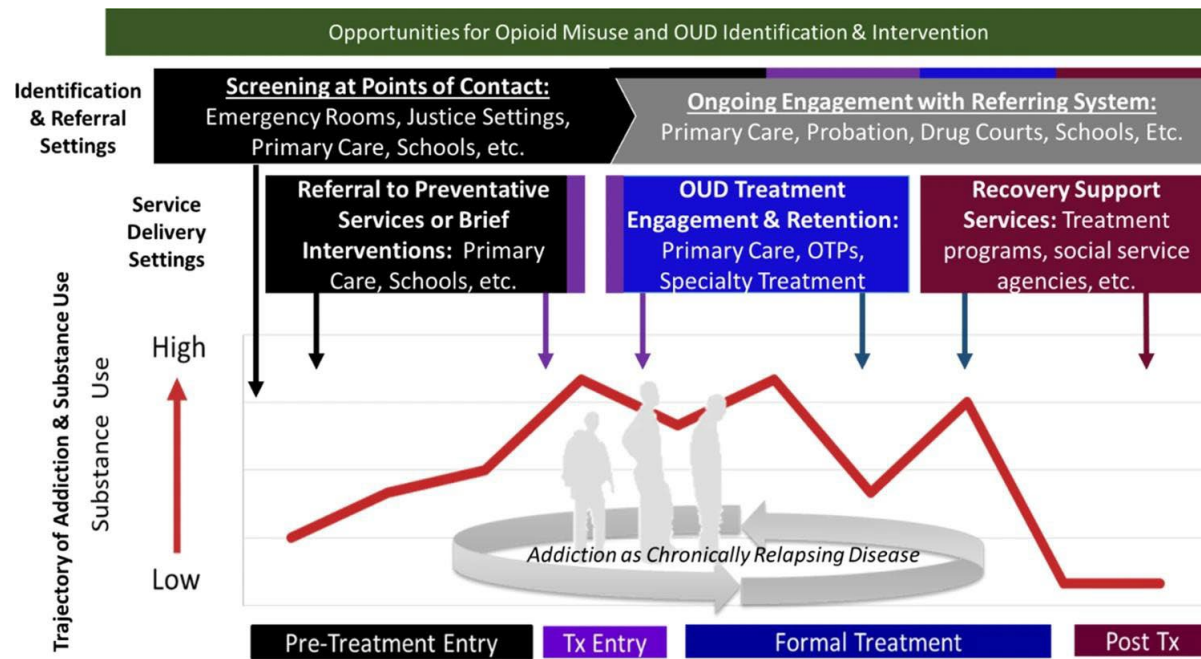 Opportunities for Opioid Misuse and OUD Identification & Intervention
Identification
& Referral
Settings
Screening at Points of Contact:
Emergency Rooms, Justice Settings,
Primary Care, Schools, etc.
Ongoing Engagement with Referring System:
Primary Care, Probation, Drug Courts, Schools, Etc.
Service
Delivery
Settings
Referral to Preventative
Services or Brief
Interventions: Primary
Care, Schools, etc.
OUD Treatment
Engagement & Retention:
Primary Care, OTPs,
Specialty Treatment
Recovery Support
Services: Treatment
programs, social service
agencies, etc.
Trajectory of Addiction & Substance Use
Substance Use
High
Low
Addiction as Chronically Relapsing Disease
Pre-Treatment Entry
Tx Entry
Formal Treatment
Post Tx